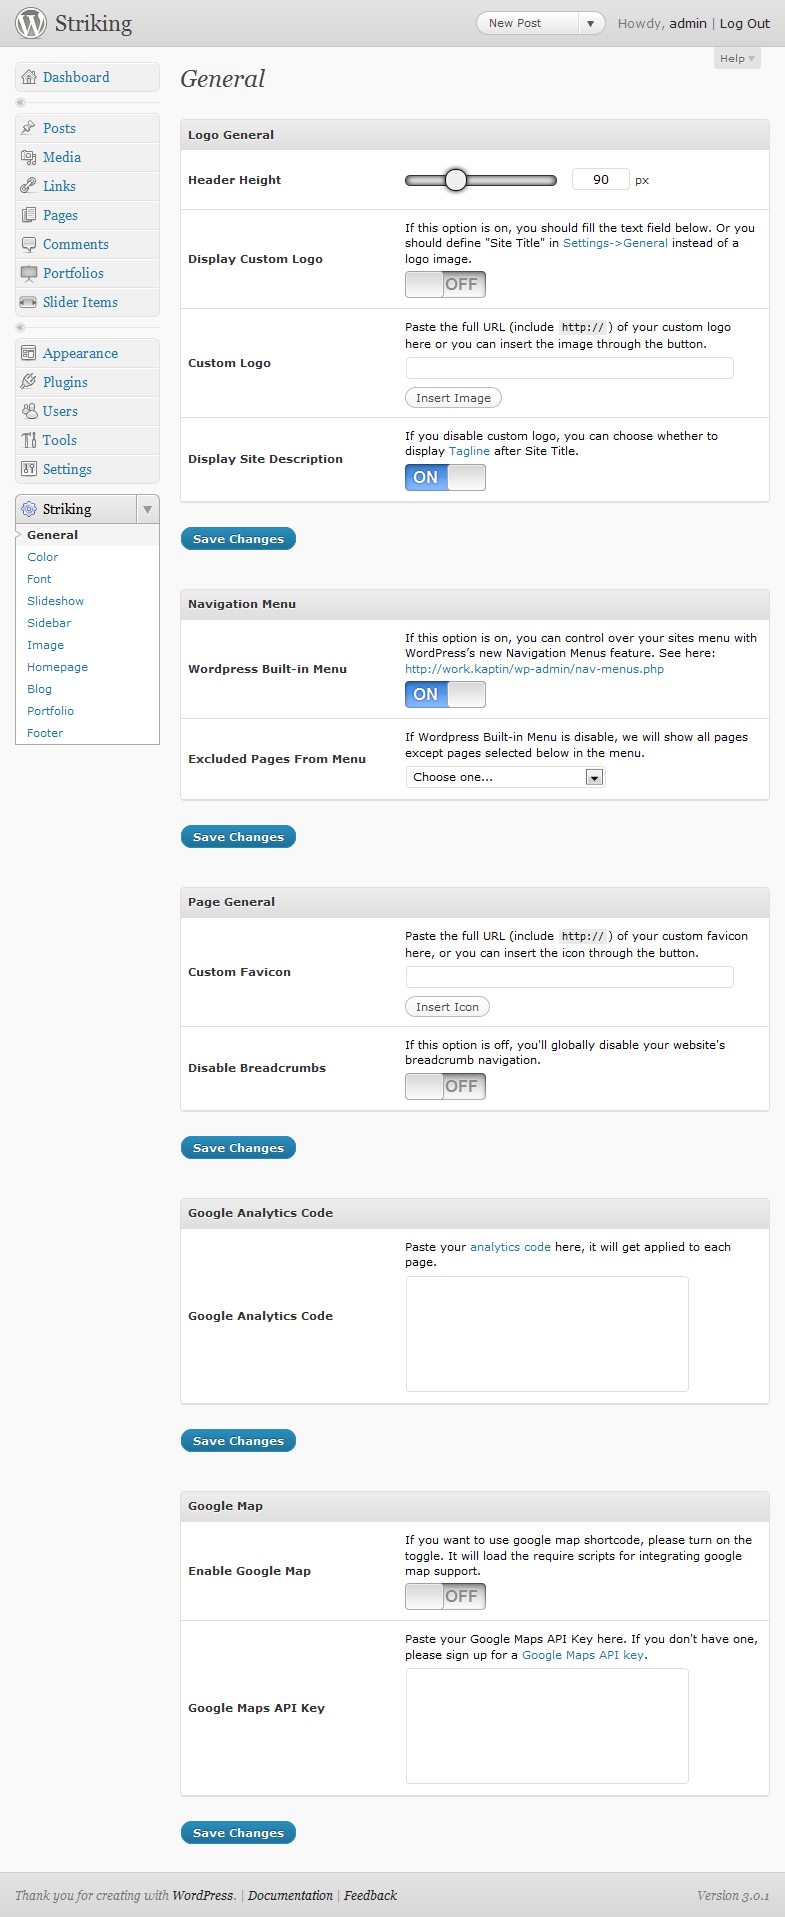 Striking
New Post
Howdy, admin | Log Out
Help
Dashboard
Posts
Media
Links
Pages
Comments
Portfolios
Slider Items
Appearance
Plugins
Users
Tools
Settings
Striking
General
Color
Font
Slideshow
Sidebar
Image
Homepage
Blog
Portfolio
Footer
General
Logo General
Header Height
90 px
Display Custom Logo
If this option is on, you should fill the text field below. Or you
should define "Site Title" in Settings->General instead of a
logo image.
OFF
Custom Logo
Paste the full URL (include http:// ) of your custom logo
here or you can insert the image through the button.
Insert Image
Display Site Description
If you disable custom logo, you can choose whether to
display Tagline after Site Title.
ON
Save Changes
Navigation Menu
Wordpress Built-in Menu
If this option is on, you can control over your sites menu with
WordPress’s new Navigation Menus feature. See here:
http://work.kaptin/wp-admin/nav-menus.php
ON
Excluded Pages From Menu
If Wordpress Built-in Menu is disable, we will show all pages
except pages selected below in the menu.
Choose one...
Save Changes
Page General
Custom Favicon
Paste the full URL (include http:// ) of your custom favicon
here, or you can insert the icon through the button.
Insert Icon
Disable Breadcrumbs
If this option is off, you'll globally disable your website's
breadcrumb navigation.
OFF
Save Changes
Google Analytics Code
Google Analytics Code
Paste your analytics code here, it will get applied to each
page.
Save Changes
Google Map
Enable Google Map
If you want to use google map shortcode, please turn on the
toggle. It will load the require scripts for integrating google
map support.
OFF
Google Maps API Key
Paste your Google Maps API Key here. If you don't have one,
please sign up for a Google Maps API key.
Save Changes
Thank you for creating with WordPress. | Documentation | Feedback
Version 3.0.1